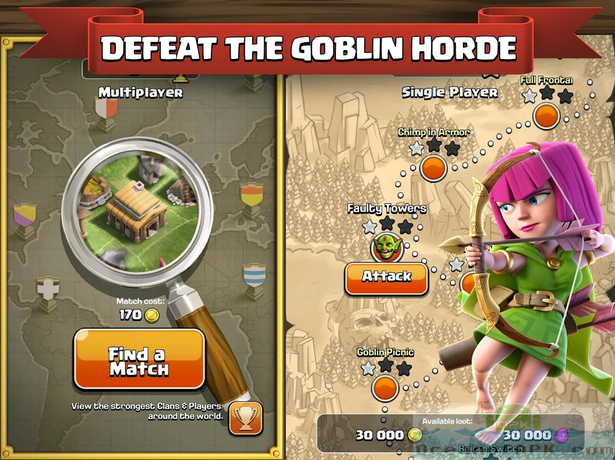 DEFEAT THE GOBLIN HORDE
Multiplayer
Match cost:
170
Find a
Match
View the strongest Clans & Players
around the world.
Single Player
Full Frontal
Chimp in Armor
Faulty Towers
Attack
Goblin Picnic
Available loot:
30 000
30 000